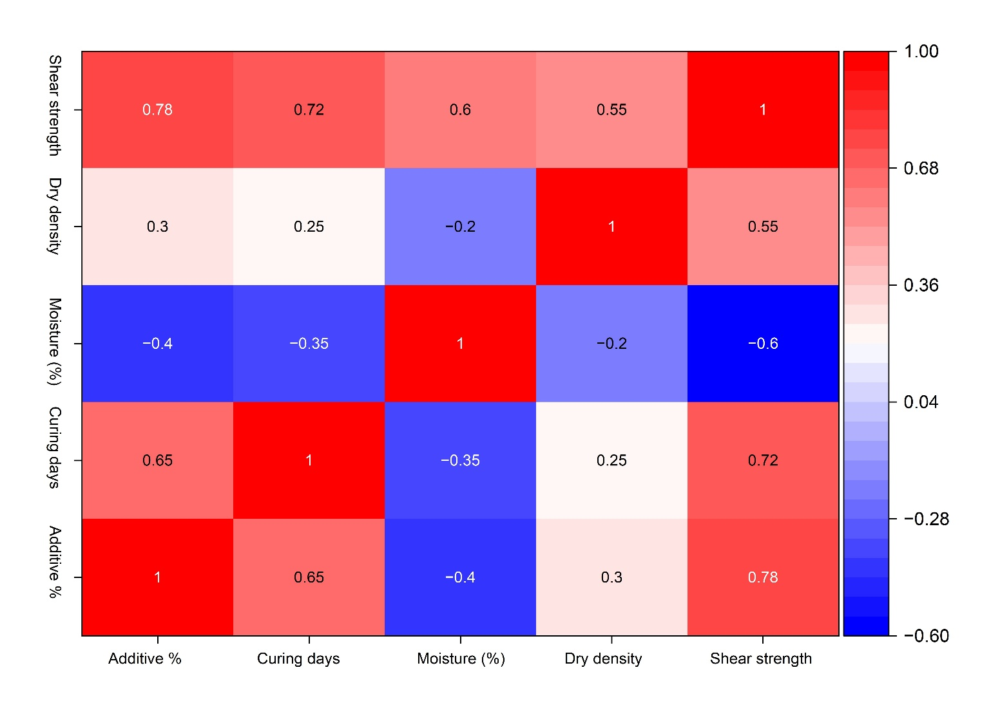 Shear strength 0.78 0.72 0.6 0.55 1
Dry density 0.3 0.25 −0.2 1 0.55
Moisture (%) −0.4 −0.35 1 −0.2 −0.6
Curing days 0.65 1 −0.35 0.25 0.72
Additive % 1 0.65 −0.4 0.3 0.78
Additive % Curing days Moisture (%) Dry density Shear strength
1.00
0.68
0.36
0.04
−0.28
−0.60